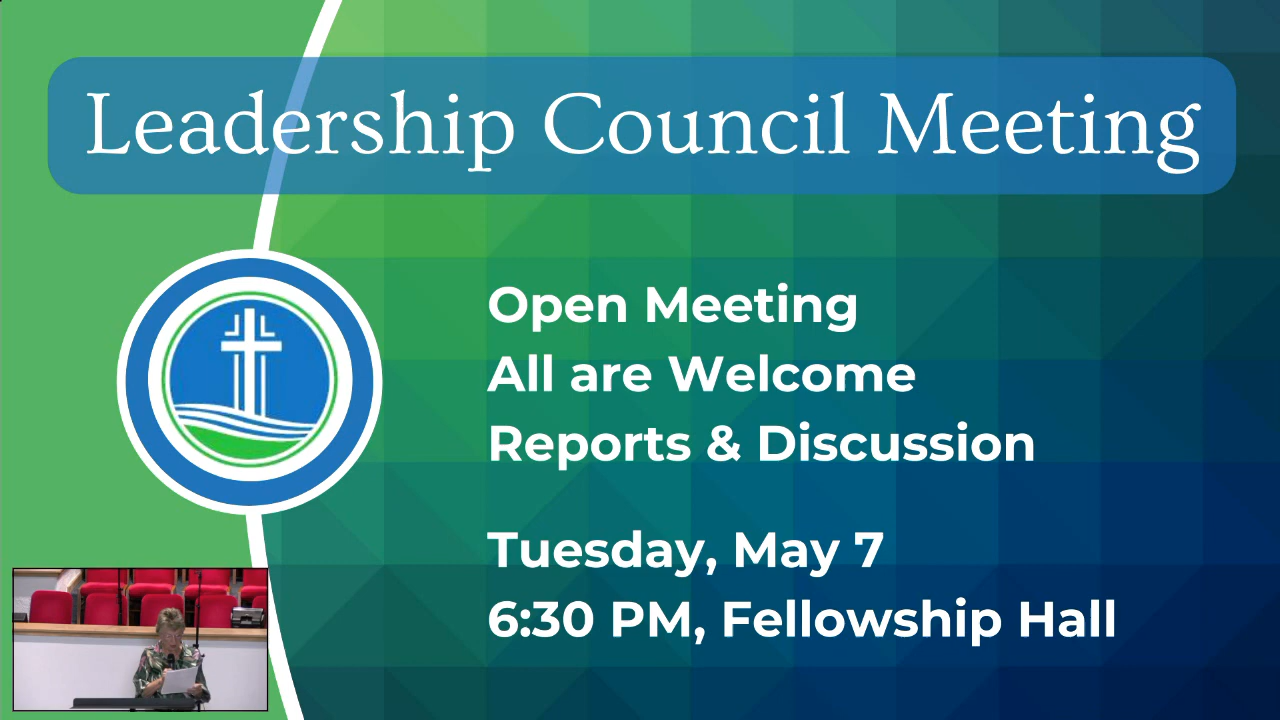 Leadership Council Meeting
Open Meeting
All are Welcome
Reports & Discussion
Tuesday, May 7
6:30 PM, Fellowship Hall